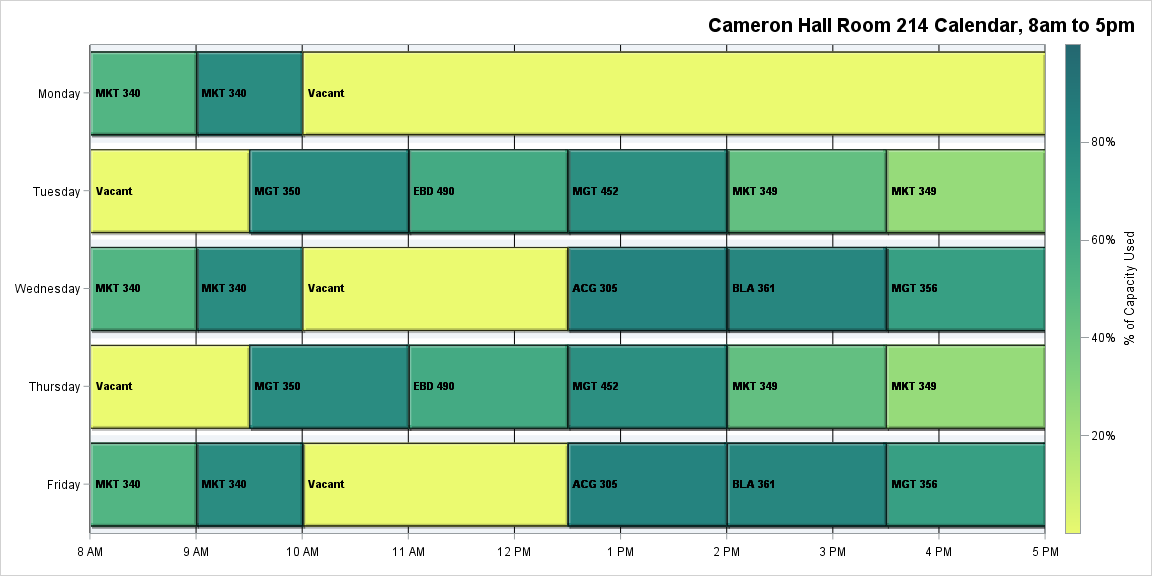 Cameron Hall Room 214 Calendar, 8am to 5pm
Monday
MKT 340
MKT 340
Vacant
Tuesday
Vacant
MGT 350
EBD 490
MGT 452
MKT 349
MKT 349
Wednesday
MKT 340
MKT 340
Vacant
ACG 305
BLA 361
MGT 356
Thursday
Vacant
MGT 350
EBD 490
MGT 452
MKT 349
MKT 349
Friday
MKT 340
MKT 340
Vacant
ACG 305
BLA 361
MGT 356
8 AM
9 AM
10 AM
11 AM
12 PM
1 PM
2 PM
3 PM
4 PM
5 PM
80%
60%
40%
20%
% of Capacity Used